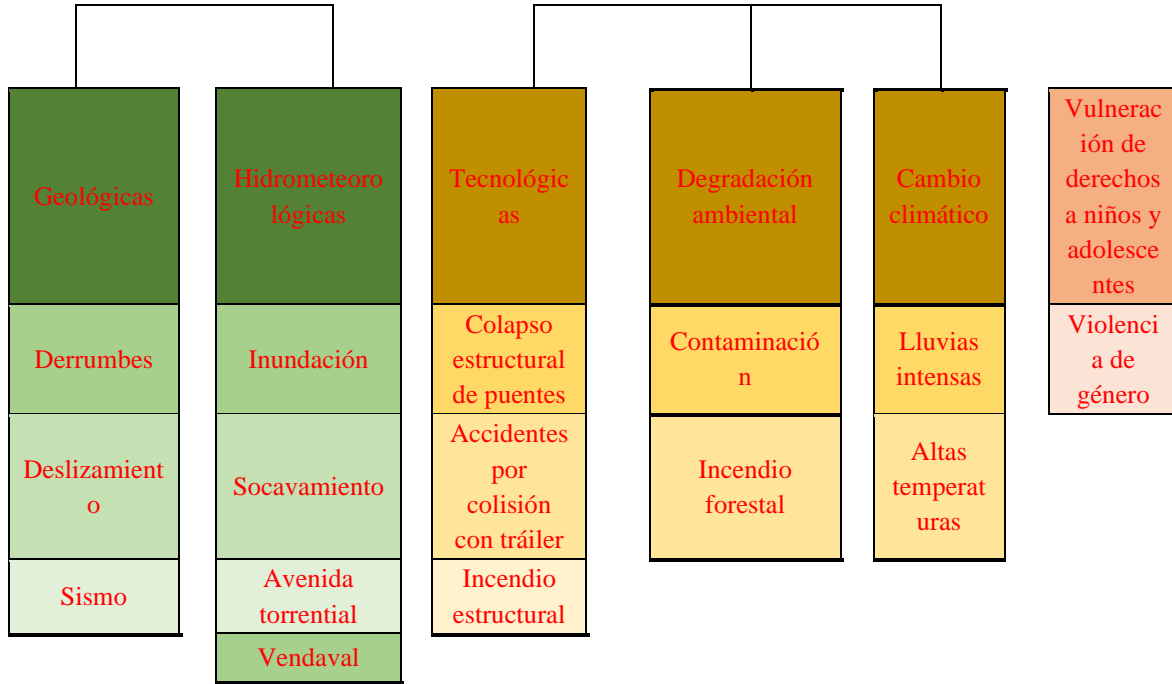 Geológicas
Derrumbes
Deslizamient
o
Sismo
Hidrometeoro
lógicas
Inundación
Socavamiento
Avenida
torrential
Vendaval
Tecnológic
as
Colapso
estructural
de puentes
Accidentes
por
colisión
con tráiler
Incendio
estructural
Degradación
ambiental
Contaminació
n
Incendio
forestal
Cambio
climático
Lluvias
intensas
Altas
temperat
uras
Vulnerac
ión de
derechos
a niños y
adolesce
ntes
Violenci
a de
género